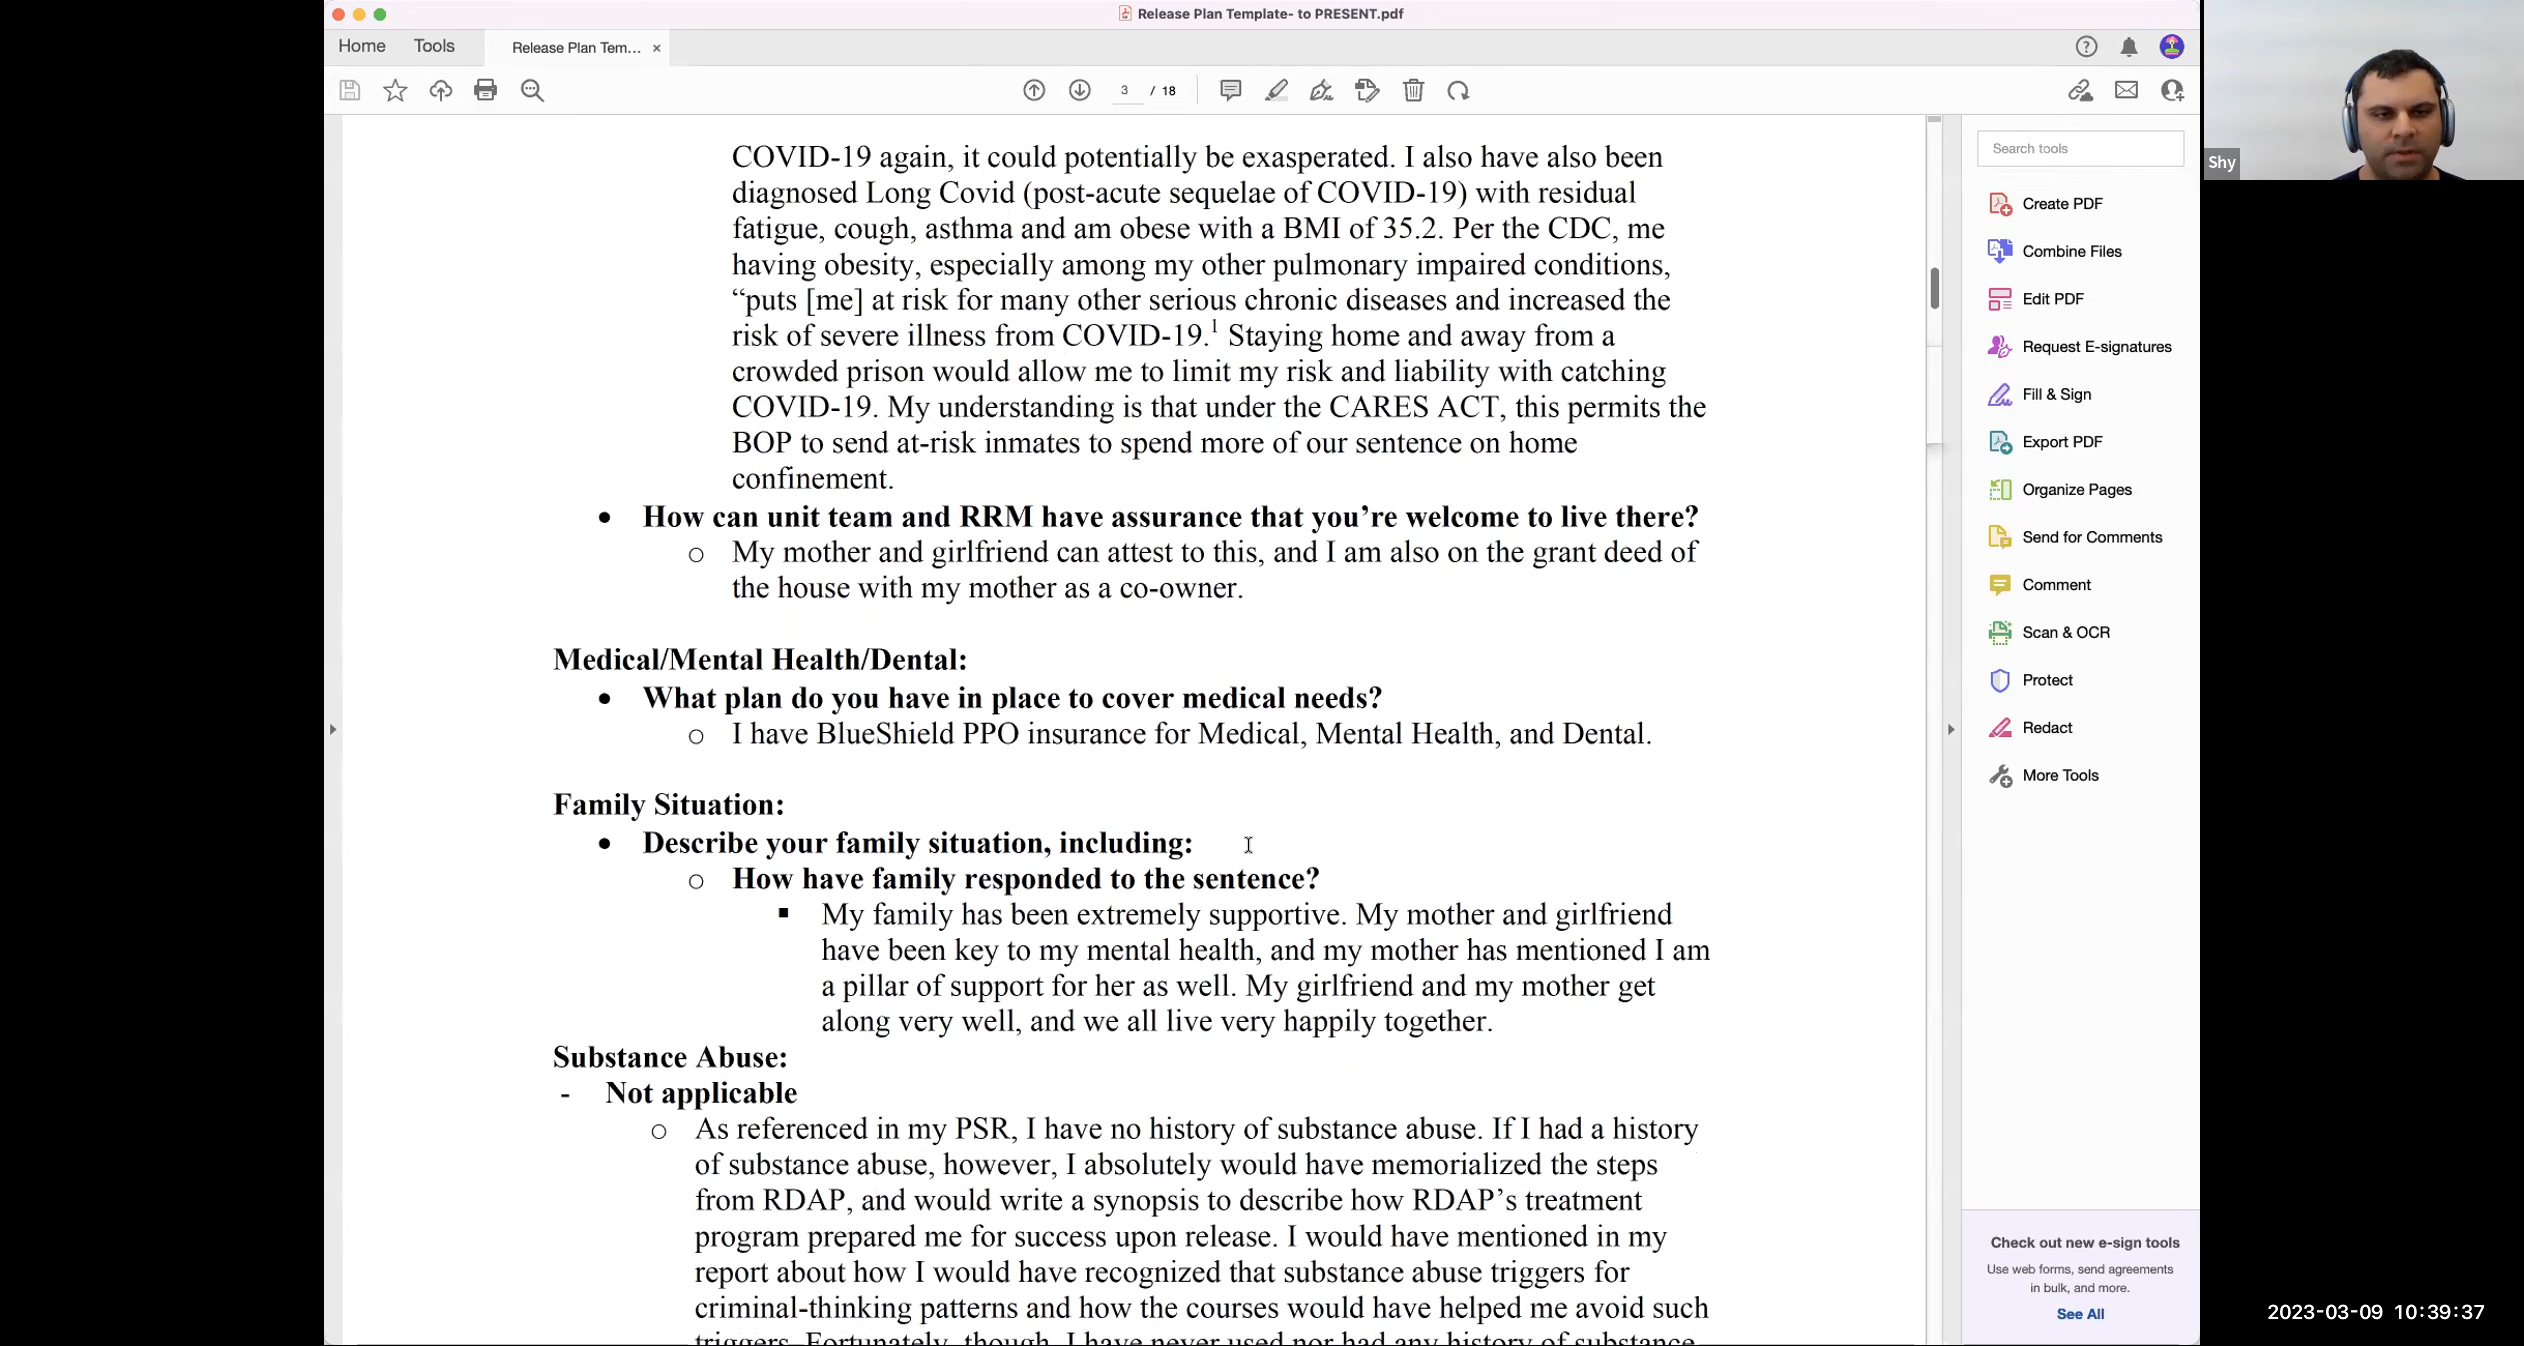 Release Plan Template- to PRESENT.pdf
Home
Tools
Release Plan Tem... ×
3 / 18
Shy
Search tools
COVID-19 again, it could potentially be exasperated. I also have also been
diagnosed Long Covid (post-acute sequelae of COVID-19) with residual
fatigue, cough, asthma and am obese with a BMI of 35.2. Per the CDC, me
having obesity, especially among my other pulmonary impaired conditions,
“puts [me] at risk for many other serious chronic diseases and increased the
risk of severe illness from COVID-19.1 Staying home and away from a
crowded prison would allow me to limit my risk and liability with catching
COVID-19. My understanding is that under the CARES ACT, this permits the
BOP to send at-risk inmates to spend more of our sentence on home
confinement.
• How can unit team and RRM have assurance that you’re welcome to live there?
o My mother and girlfriend can attest to this, and I am also on the grant deed of
the house with my mother as a co-owner.
Medical/Mental Health/Dental:
• What plan do you have in place to cover medical needs?
o I have BlueShield PPO insurance for Medical, Mental Health, and Dental.
Family Situation:
• Describe your family situation, including:
o How have family responded to the sentence?
▪ My family has been extremely supportive. My mother and girlfriend
have been key to my mental health, and my mother has mentioned I am
a pillar of support for her as well. My girlfriend and my mother get
along very well, and we all live very happily together.
Substance Abuse:
- Not applicable
o As referenced in my PSR, I have no history of substance abuse. If I had a history
of substance abuse, however, I absolutely would have memorialized the steps
from RDAP, and would write a synopsis to describe how RDAP’s treatment
program prepared me for success upon release. I would have mentioned in my
report about how I would have recognized that substance abuse triggers for
criminal-thinking patterns and how the courses would have helped me avoid such
triggers. Fortunately, though, I have never used nor had any history of substance
Create PDF
Combine Files
Edit PDF
Request E-signatures
Fill & Sign
Export PDF
Organize Pages
Send for Comments
Comment
Scan & OCR
Protect
Redact
More Tools
Check out new e-sign tools
Use web forms, send agreements
in bulk, and more.
See All
2023-03-09 10:39:37